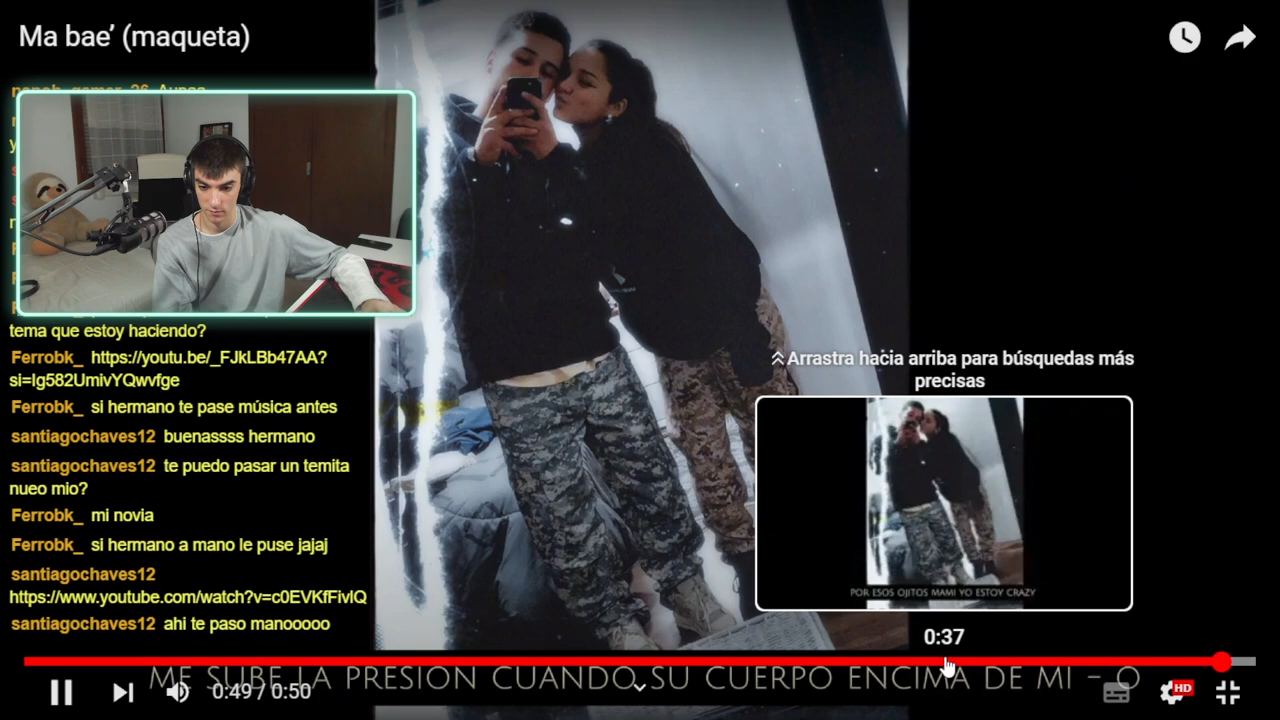 Ma bae' (maqueta)
tema que estoy haciendo?
Ferrobk_ https://youtu.be/_FJkLBb47AA?
si=lg582UmivYQwvfge
Ferrobk_ si hermano te pase música antes
santiagochaves12 buenassss hermano
santiagochaves12 te puedo pasar un temita
nueo mio?
Ferrobk_ mi novia
Ferrobk_ si hermano a mano le puse jajaj
santiagochaves12
https://www.youtube.com/watch?v=c0EVKfFivlQ
santiagochaves12 ahi te paso manooooo
Arrastra hacia arriba para búsquedas más
precisas
POR ESOS OJITOS MAMI YO ESTOY CRAZY
0:37
ME SUBE LA PRESION CUANDO SU CUERPO ENCIMA DE MI - O
0:49 / 0:50
HD